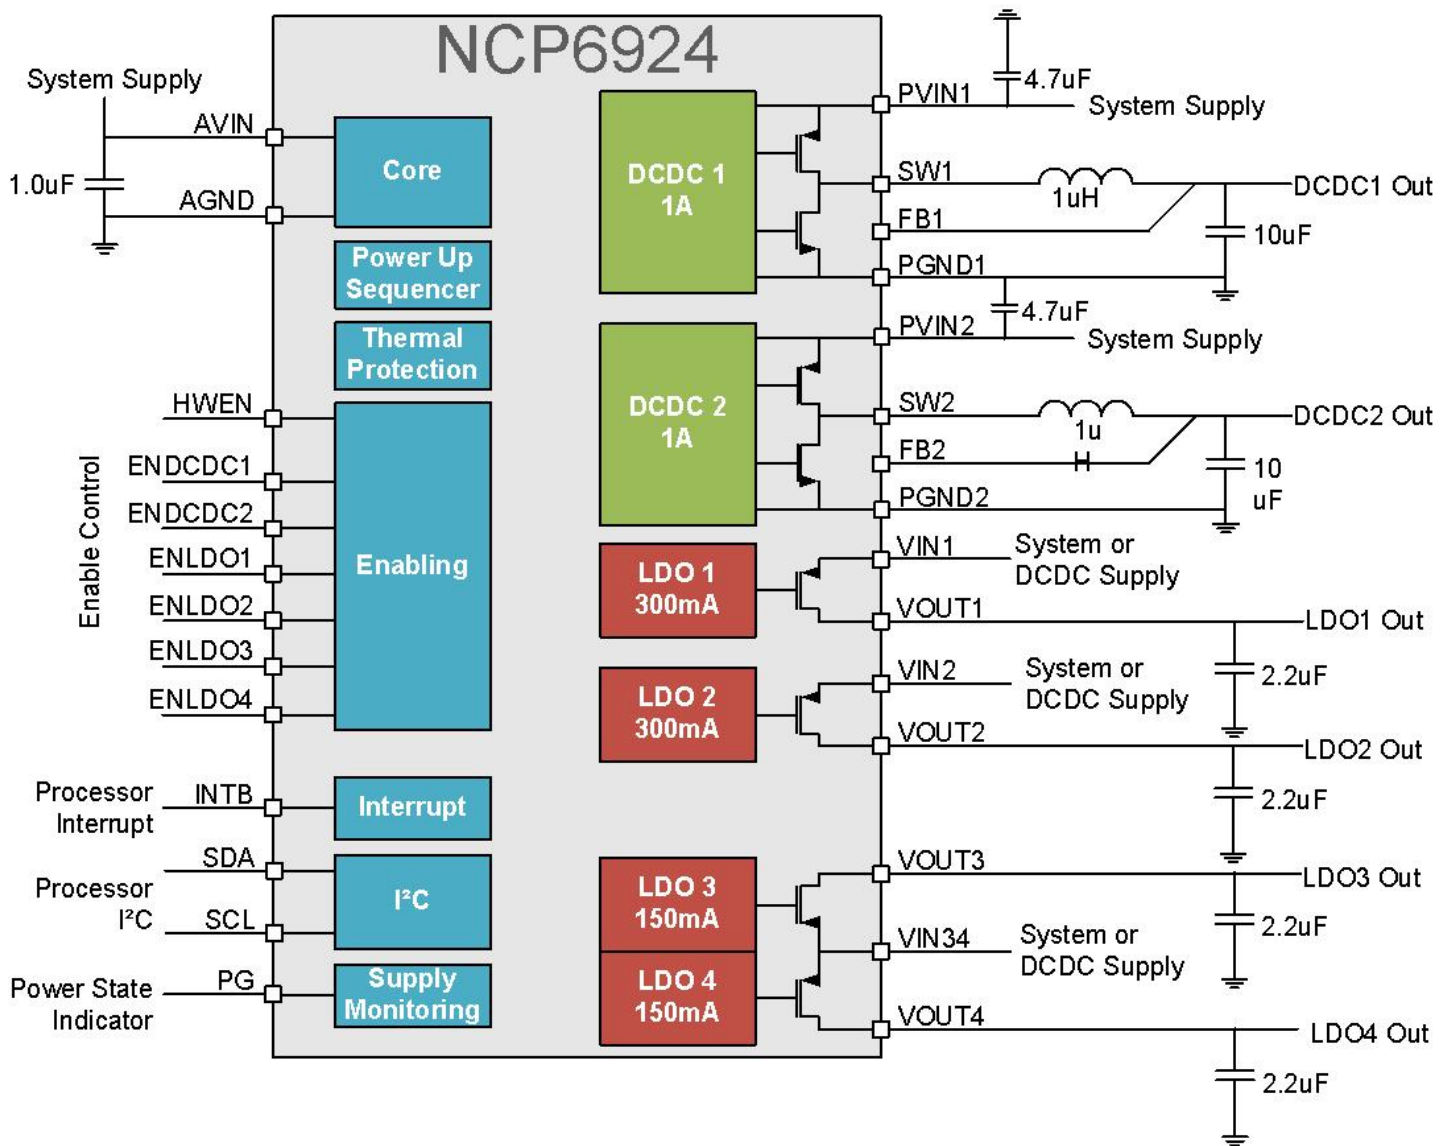 NCP6924
System Supply
AVIN
1.0uF
AGND
Core
Power Up
Sequencer
Thermal
Protection
HWEN
ENDCDC1
ENDCDC2
ENLDO1
ENLDO2
ENLDO3
ENLDO4
Enable Control
Enabling
Processor
Interrupt
INTB
Interrupt
SDA
Processor
I²C
SCL
I²C
Power State
Indicator
PG
Supply
Monitoring
DCDC 1
1A
PVIN1
4.7uF
System Supply
SW1
1uH
DCDC1 Out
FB1
10uF
PGND1
DCDC 2
1A
4.7uF
PVIN2
System Supply
SW2
1u
H
DCDC2 Out
FB2
10
uF
PGND2
LDO 1
300mA
VIN1
System or
DCDC Supply
VOUT1
LDO1 Out
2.2uF
LDO 2
300mA
VIN2
System or
DCDC Supply
VOUT2
LDO2 Out
2.2uF
LDO 3
150mA
VOUT3
LDO3 Out
2.2uF
VIN34
System or
DCDC Supply
LDO 4
150mA
VOUT4
LDO4 Out
2.2uF